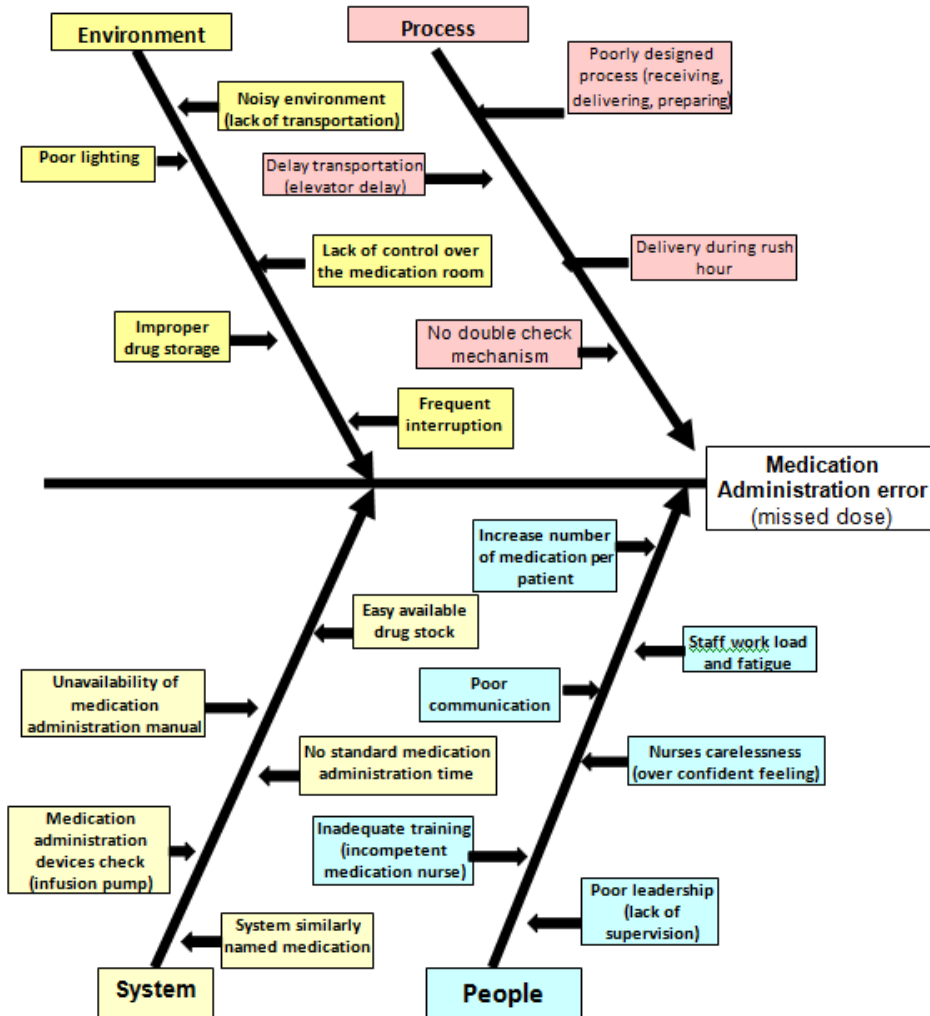 Environment
Process
Noisy environment
(lack of transportation)
Poorly designed
process (receiving,
delivering, preparing)
Poor lighting
Delay transportation
(elevator delay)
Lack of control over
the medication room
Delivery during rush
hour
Improper
drug storage
No double check
mechanism
Frequent
interruption
Medication
Administration error
(missed dose)
Increase number
of medication per
patient
Easy available
drug stock
Staff work load
and fatigue
Unavailability of
medication
administration manual
Poor
communication
No standard medication
administration time
Nurses carelessness
(over confident feeling)
Medication
administration
devices check
(infusion pump)
Inadequate training
(incompetent
medication nurse)
Poor leadership
(lack of
supervision)
System similarly
named medication
System
People